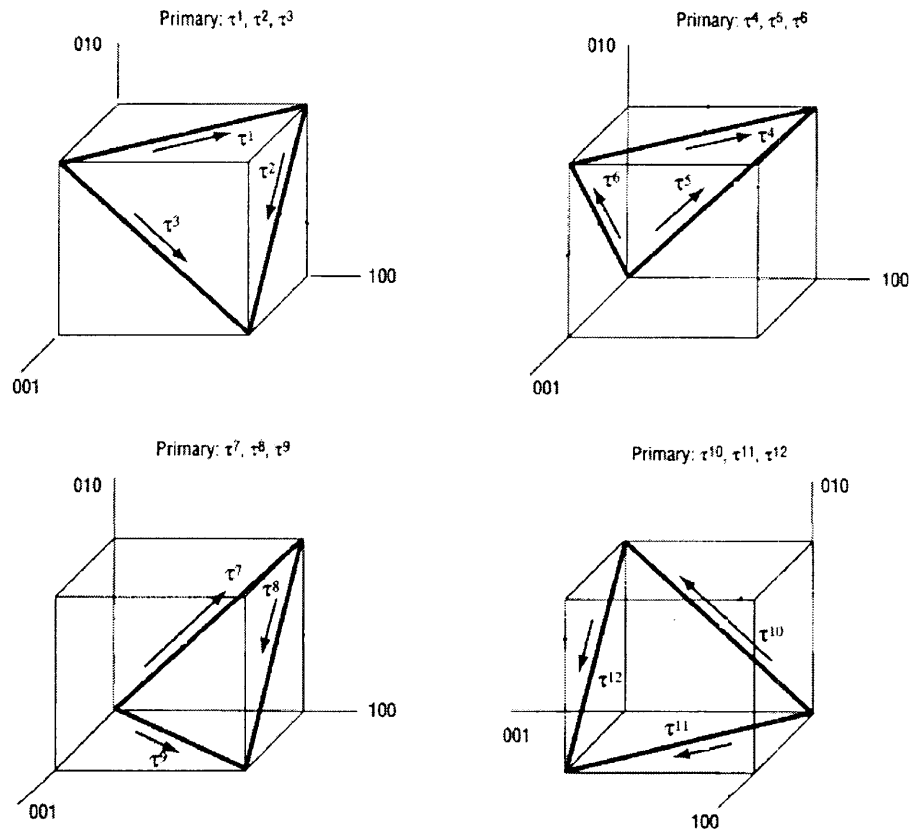 Primary: τ¹, τ², τ³
010
τ¹
τ²
τ³
100
001
Primary: τ⁴, τ⁵, τ⁶
010
τ⁴
τ⁶
τ⁵
100
001
Primary: τ⁷, τ⁸, τ⁹
010
τ⁷
τ⁸
100
τ⁹
001
Primary: τ¹⁰, τ¹¹, τ¹²
010
τ¹⁰
τ¹²
τ¹¹
001
100